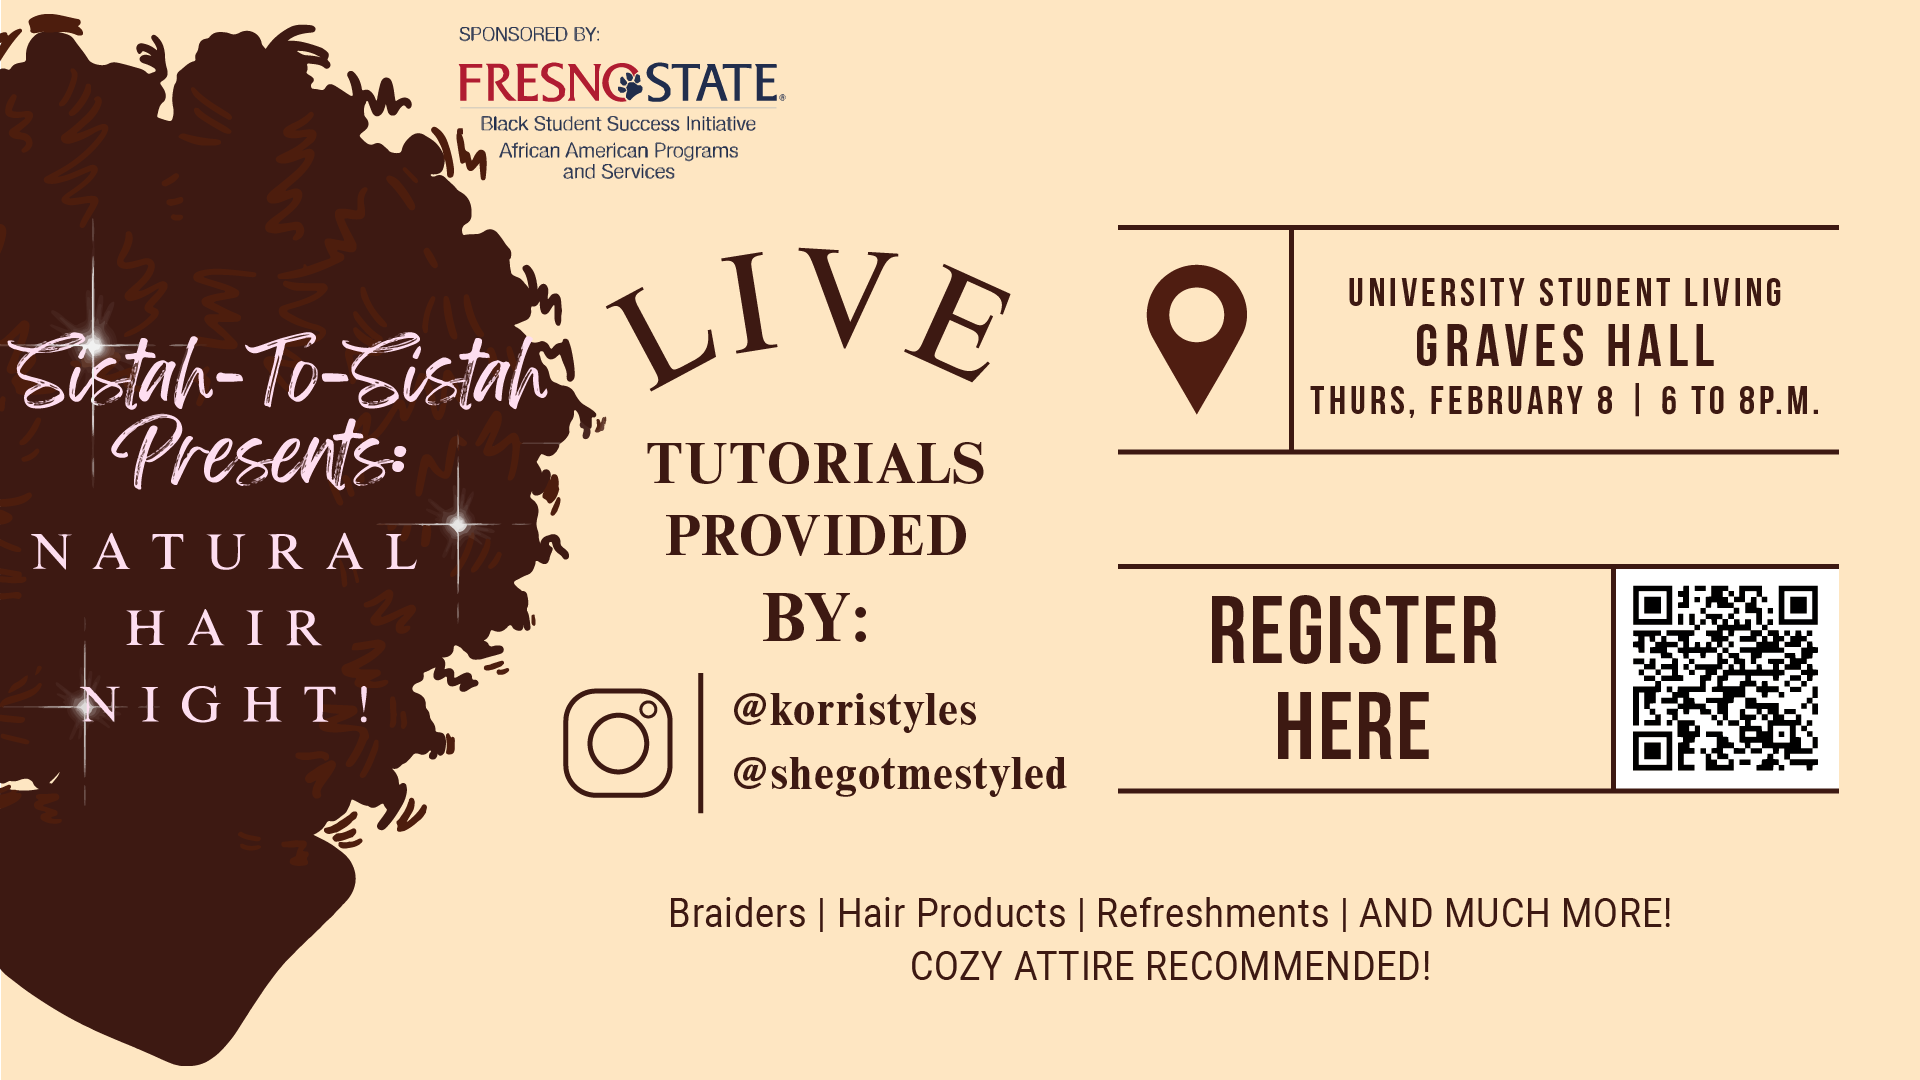 SPONSORED BY:
FRESNO STATE®
Black Student Success Initiative
African American Programs
and Services
Sistah-To-Sistah
Presents:
NATURAL
HAIR
NIGHT!
LIVE
TUTORIALS
PROVIDED
BY:
@korristyles
@shegotmestyled
UNIVERSITY STUDENT LIVING
GRAVES HALL
THURS, FEBRUARY 8 | 6 TO 8P.M.
REGISTER
HERE
Braiders | Hair Products | Refreshments | AND MUCH MORE!
COZY ATTIRE RECOMMENDED!